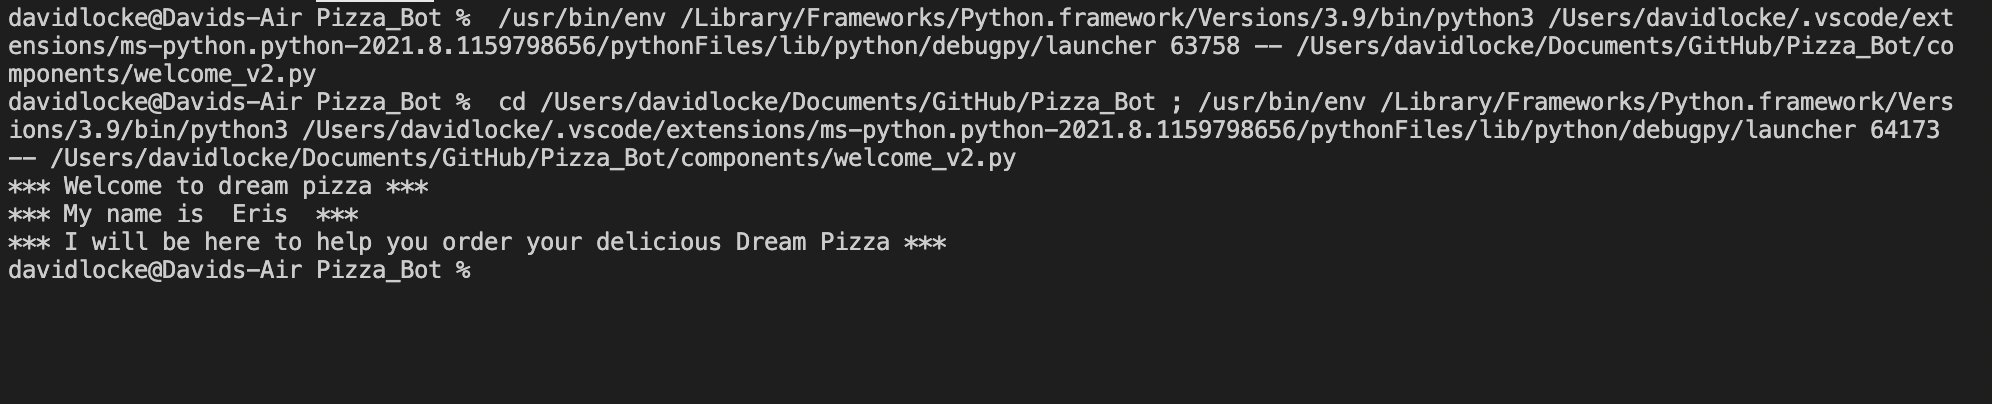 davidlocke@Davids-Air Pizza_Bot %  /usr/bin/env /Library/Frameworks/Python.framework/Versions/3.9/bin/python3 /Users/davidlocke/.vscode/ext
ensions/ms-python.python-2021.8.1159798656/pythonFiles/lib/python/debugpy/launcher 63758 -- /Users/davidlocke/Documents/GitHub/Pizza_Bot/co
mponents/welcome_v2.py
davidlocke@Davids-Air Pizza_Bot %  cd /Users/davidlocke/Documents/GitHub/Pizza_Bot ; /usr/bin/env /Library/Frameworks/Python.framework/Vers
ions/3.9/bin/python3 /Users/davidlocke/.vscode/extensions/ms-python.python-2021.8.1159798656/pythonFiles/lib/python/debugpy/launcher 64173
-- /Users/davidlocke/Documents/GitHub/Pizza_Bot/components/welcome_v2.py
*** Welcome to dream pizza ***
*** My name is  Eris  ***
*** I will be here to help you order your delicious Dream Pizza ***
davidlocke@Davids-Air Pizza_Bot %